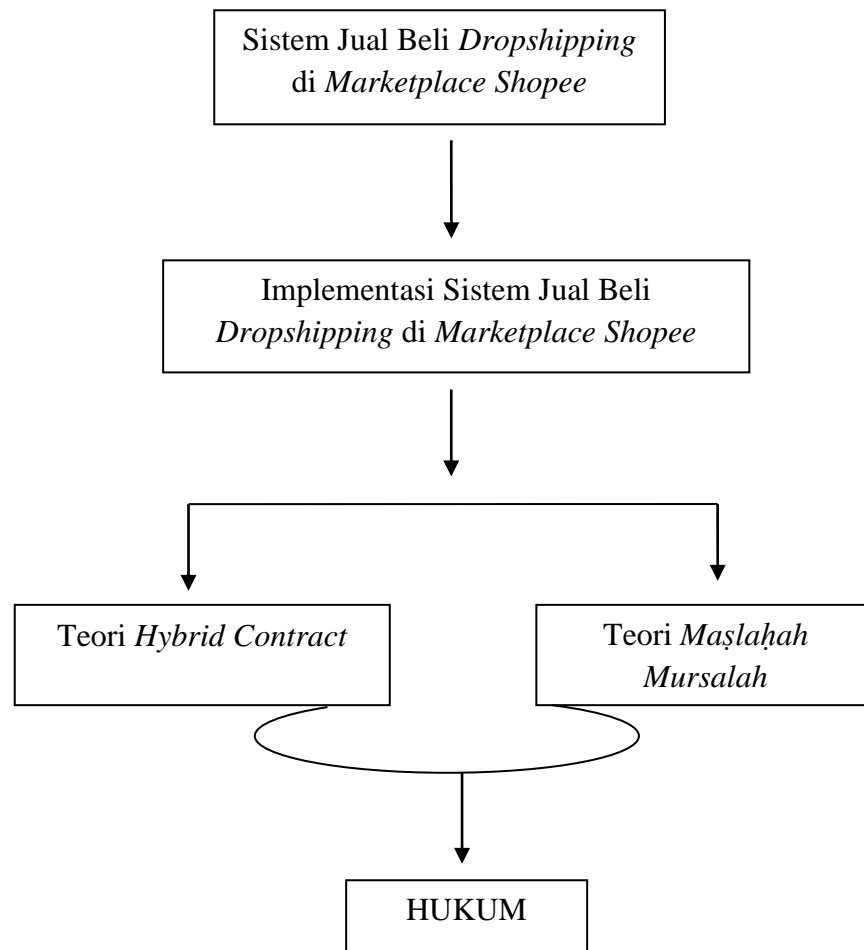 Sistem Jual Beli Dropshipping
di Marketplace Shopee
Implementasi Sistem Jual Beli
Dropshipping di Marketplace Shopee
Teori Hybrid Contract
Teori Maṣlaḥah
Mursalah
HUKUM